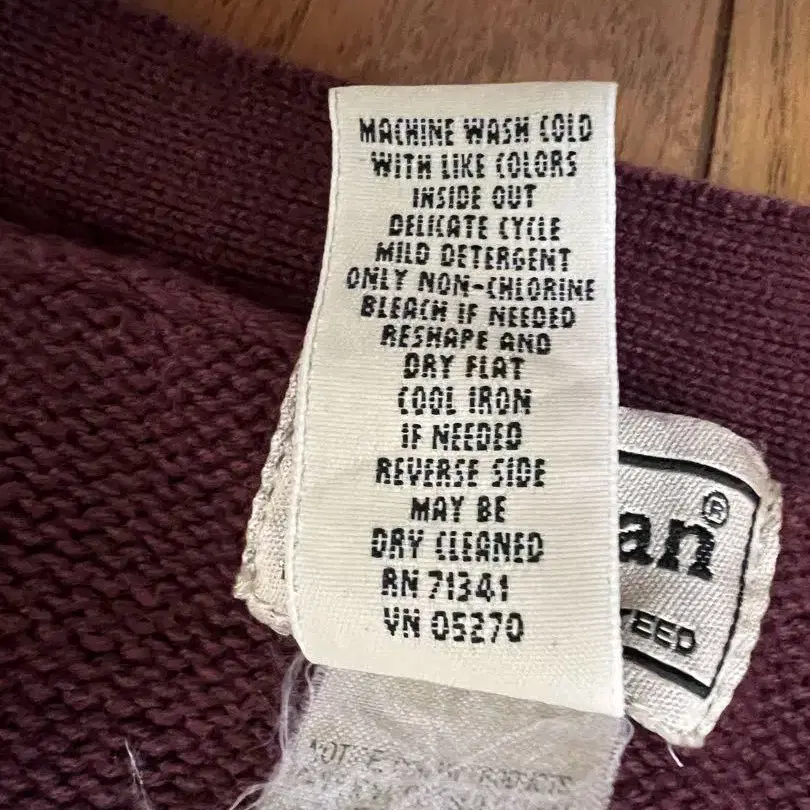 MACHINE WASH COLD
WITH LIKE COLORS
INSIDE OUT
DELICATE CYCLE
MILD DETERGENT
ONLY NON-CHLORINE
BLEACH IF NEEDED
RESHAPE AND
DRY FLAT
COOL IRON
IF NEEDED
REVERSE SIDE
MAY BE
DRY CLEANED
RN 71341
VN 05270
an®
TEED